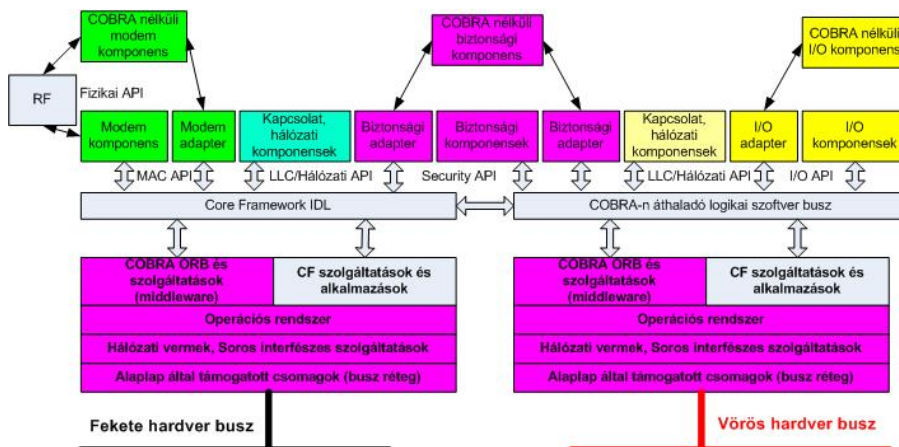 COBRA nélküli
modem
komponens
COBRA nélküli
biztonsági
komponens
COBRA nélküli
I/O komponens
RF
Fizikai API
Modem
komponens
Modem
adapter
Kapcsolat,
hálózati
komponensek
Biztonsági
adapter
Biztonsági
komponensek
Biztonsági
adapter
Kapcsolat,
hálózati
komponensek
I/O
adapter
I/O
komponensek
MAC API
LLC/Hálózati API
Security API
LLC/Hálózati API
I/O API
Core Framework IDL
COBRA-n áthaladó logikai szoftver busz
COBRA ORB és
szolgáltatások
(middleware)
CF szolgáltatások és
alkalmazások
Operációs rendszer
Hálózati vermek, Soros interfészes szolgáltatások
Alaplap által támogatott csomagok (busz réteg)
COBRA ORB és
szolgáltatások
(middleware)
CF szolgáltatások és
alkalmazások
Operációs rendszer
Hálózati vermek, Soros interfészes szolgáltatások
Alaplap által támogatott csomagok (busz réteg)
Fekete hardver busz
Vörös hardver busz